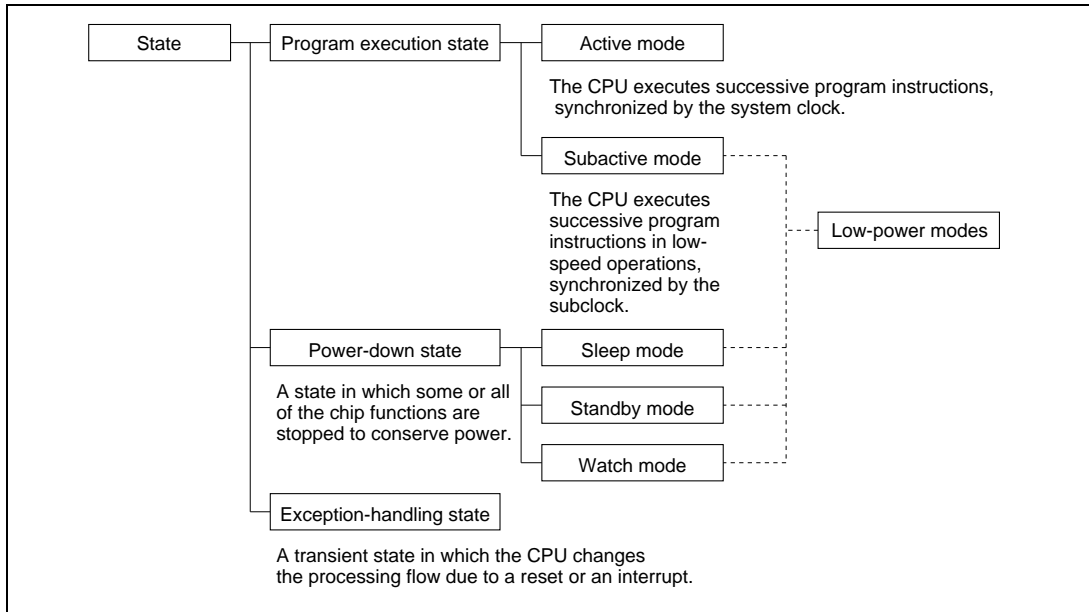 State
Program execution state
Active mode
The CPU executes successive program instructions,
synchronized by the system clock.
Subactive mode
The CPU executes
successive program
instructions in low-
speed operations,
synchronized by the
subclock.
Low-power modes
Power-down state
A state in which some or all
of the chip functions are
stopped to conserve power.
Sleep mode
Standby mode
Watch mode
Exception-handling state
A transient state in which the CPU changes
the processing flow due to a reset or an interrupt.